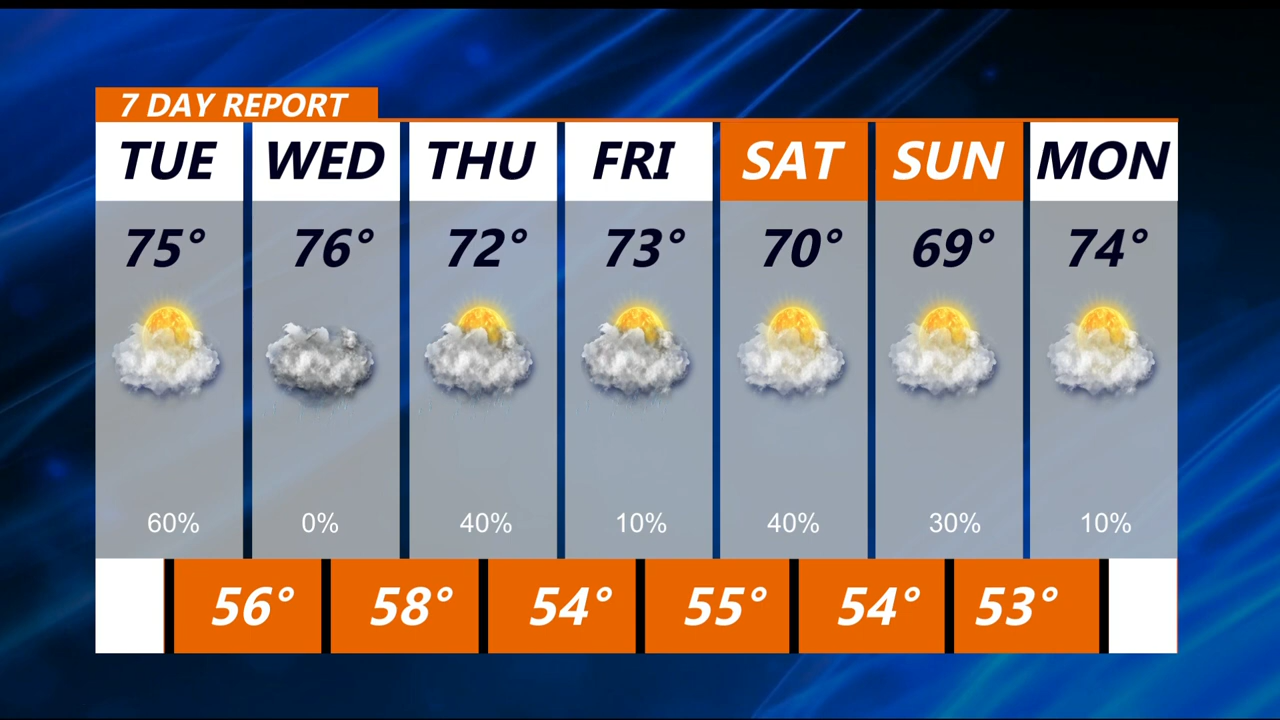 7 DAY REPORT
TUE WED THU FRI SAT SUN MON
75° 76° 72° 73° 70° 69° 74°
60% 0% 40% 10% 40% 30% 10%
56° 58° 54° 55° 54° 53°